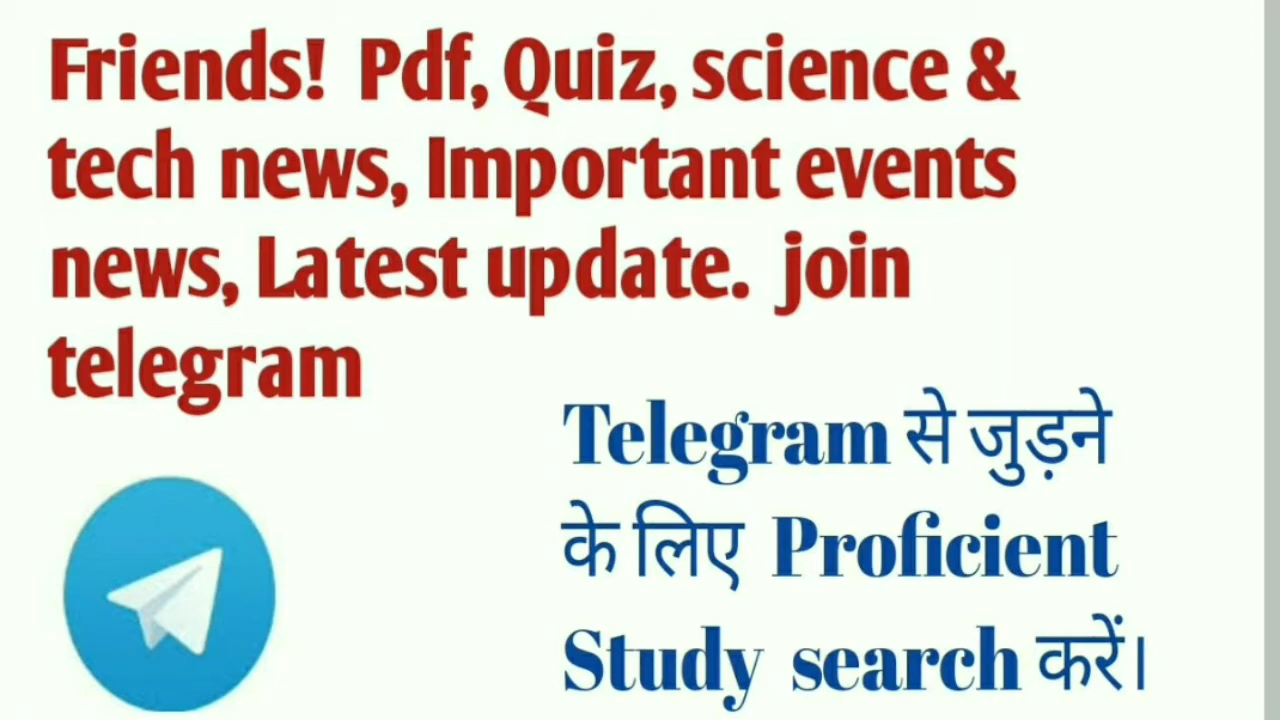 Friends! Pdf, Quiz, science &
tech news, Important events
news, Latest update. join
telegram
Telegram से जुड़ने
के लिए Proficient
Study search करें।